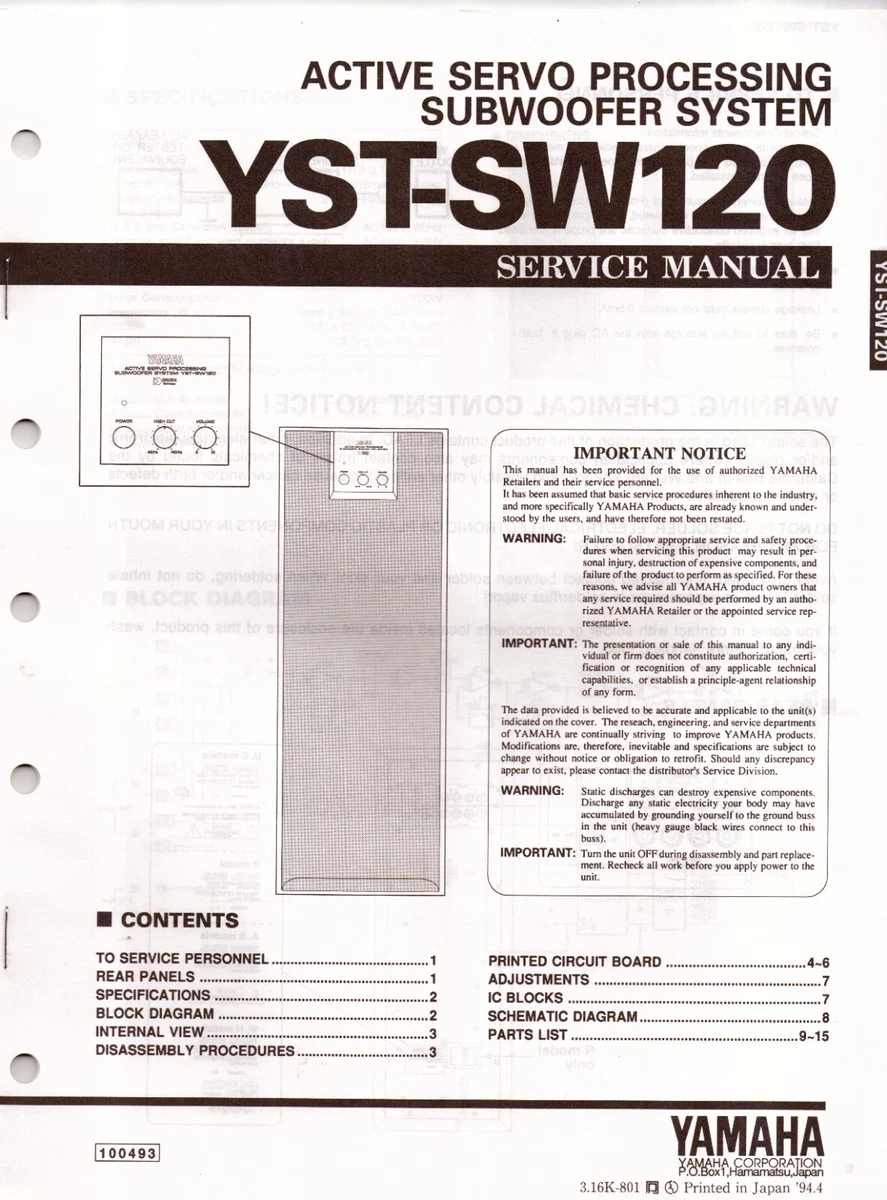 ACTIVE SERVO PROCESSING
SUBWOOFER SYSTEM
YST-SW120
SERVICE MANUAL
YST-SW120
YAMAHA
ACTIVE SERVO PROCESSING
SUBWOOFER SYSTEM YST-SW120
POWER
HIGH CUT
VOLUME
IMPORTANT NOTICE
This manual has been provided for the use of authorized YAMAHA
Retailers and their service personnel.
It has been assumed that basic service procedures inherent to the industry,
and more specifically YAMAHA Products, are already known and under-
stood by the users, and have therefore not been restated.
WARNING: Failure to follow appropriate service and safety proce-
dures when servicing this product may result in per-
sonal injury, destruction of expensive components, and
failure of the product to perform as specified. For these
reasons, we advise all YAMAHA product owners that
any service required should be performed by an autho-
rized YAMAHA Retailer or the appointed service rep-
resentative.
IMPORTANT: The presentation or sale of this manual to any indi-
vidual or firm does not constitute authorization, certi-
fication or recognition of any applicable technical
capabilities, or establish a principle-agent relationship
of any form.
The data provided is believed to be accurate and applicable to the unit(s)
indicated on the cover. The reseach, engineering, and service departments
of YAMAHA are continually striving to improve YAMAHA products.
Modifications are, therefore, inevitable and specifications are subject to
change without notice or obligation to retrofit. Should any discrepancy
appear to exist, please contact the distributor's Service Division.
WARNING: Static discharges can destroy expensive components.
Discharge any static electricity your body may have
accumulated by grounding yourself to the ground buss
in the unit (heavy gauge black wires connect to this
buss).
IMPORTANT: Turn the unit OFF during disassembly and part replace-
ment. Recheck all work before you apply power to the
unit.
■ CONTENTS
TO SERVICE PERSONNEL ........................................ 1
REAR PANELS ........................................ 1
SPECIFICATIONS ........................................ 2
BLOCK DIAGRAM ........................................ 2
INTERNAL VIEW ........................................ 3
DISASSEMBLY PROCEDURES ........................................ 3
PRINTED CIRCUIT BOARD ........................................ 4~6
ADJUSTMENTS ........................................ 7
IC BLOCKS ........................................ 7
SCHEMATIC DIAGRAM ........................................ 8
PARTS LIST ........................................ 9~15
100493
YAMAHA
YAMAHA CORPORATION
P.O.Box1,Hamamatsu,Japan
3.16K-801 Printed in Japan '94.4